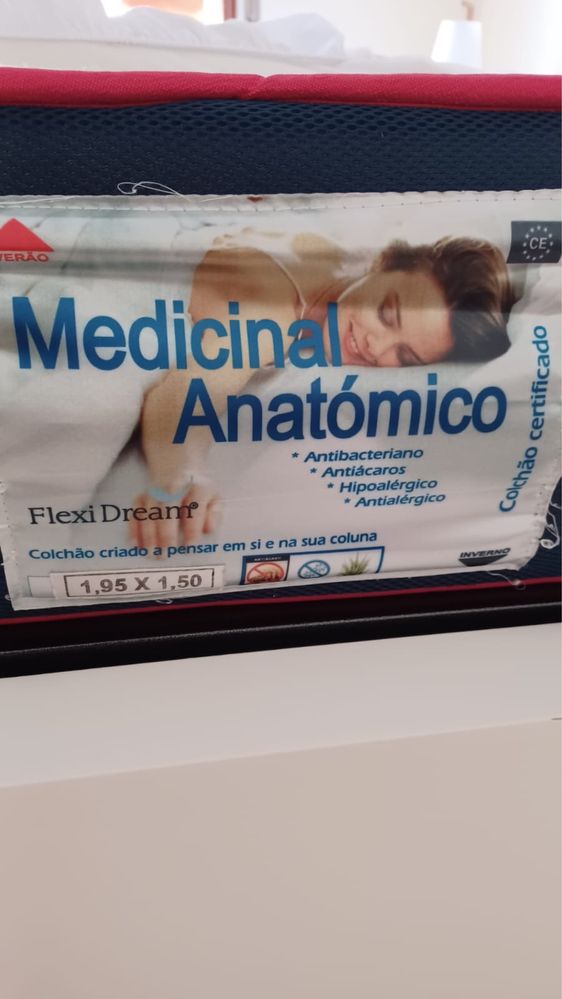 VERÃO
CE
Medicinal
Anatómico
Colchão certificado
* Antibacteriano
* Antiácaros
* Hipoalérgico
* Antialérgico
Flexi Dream®
Colchão criado a pensar em si e na sua coluna
INVERNO
1,95 X 1,50